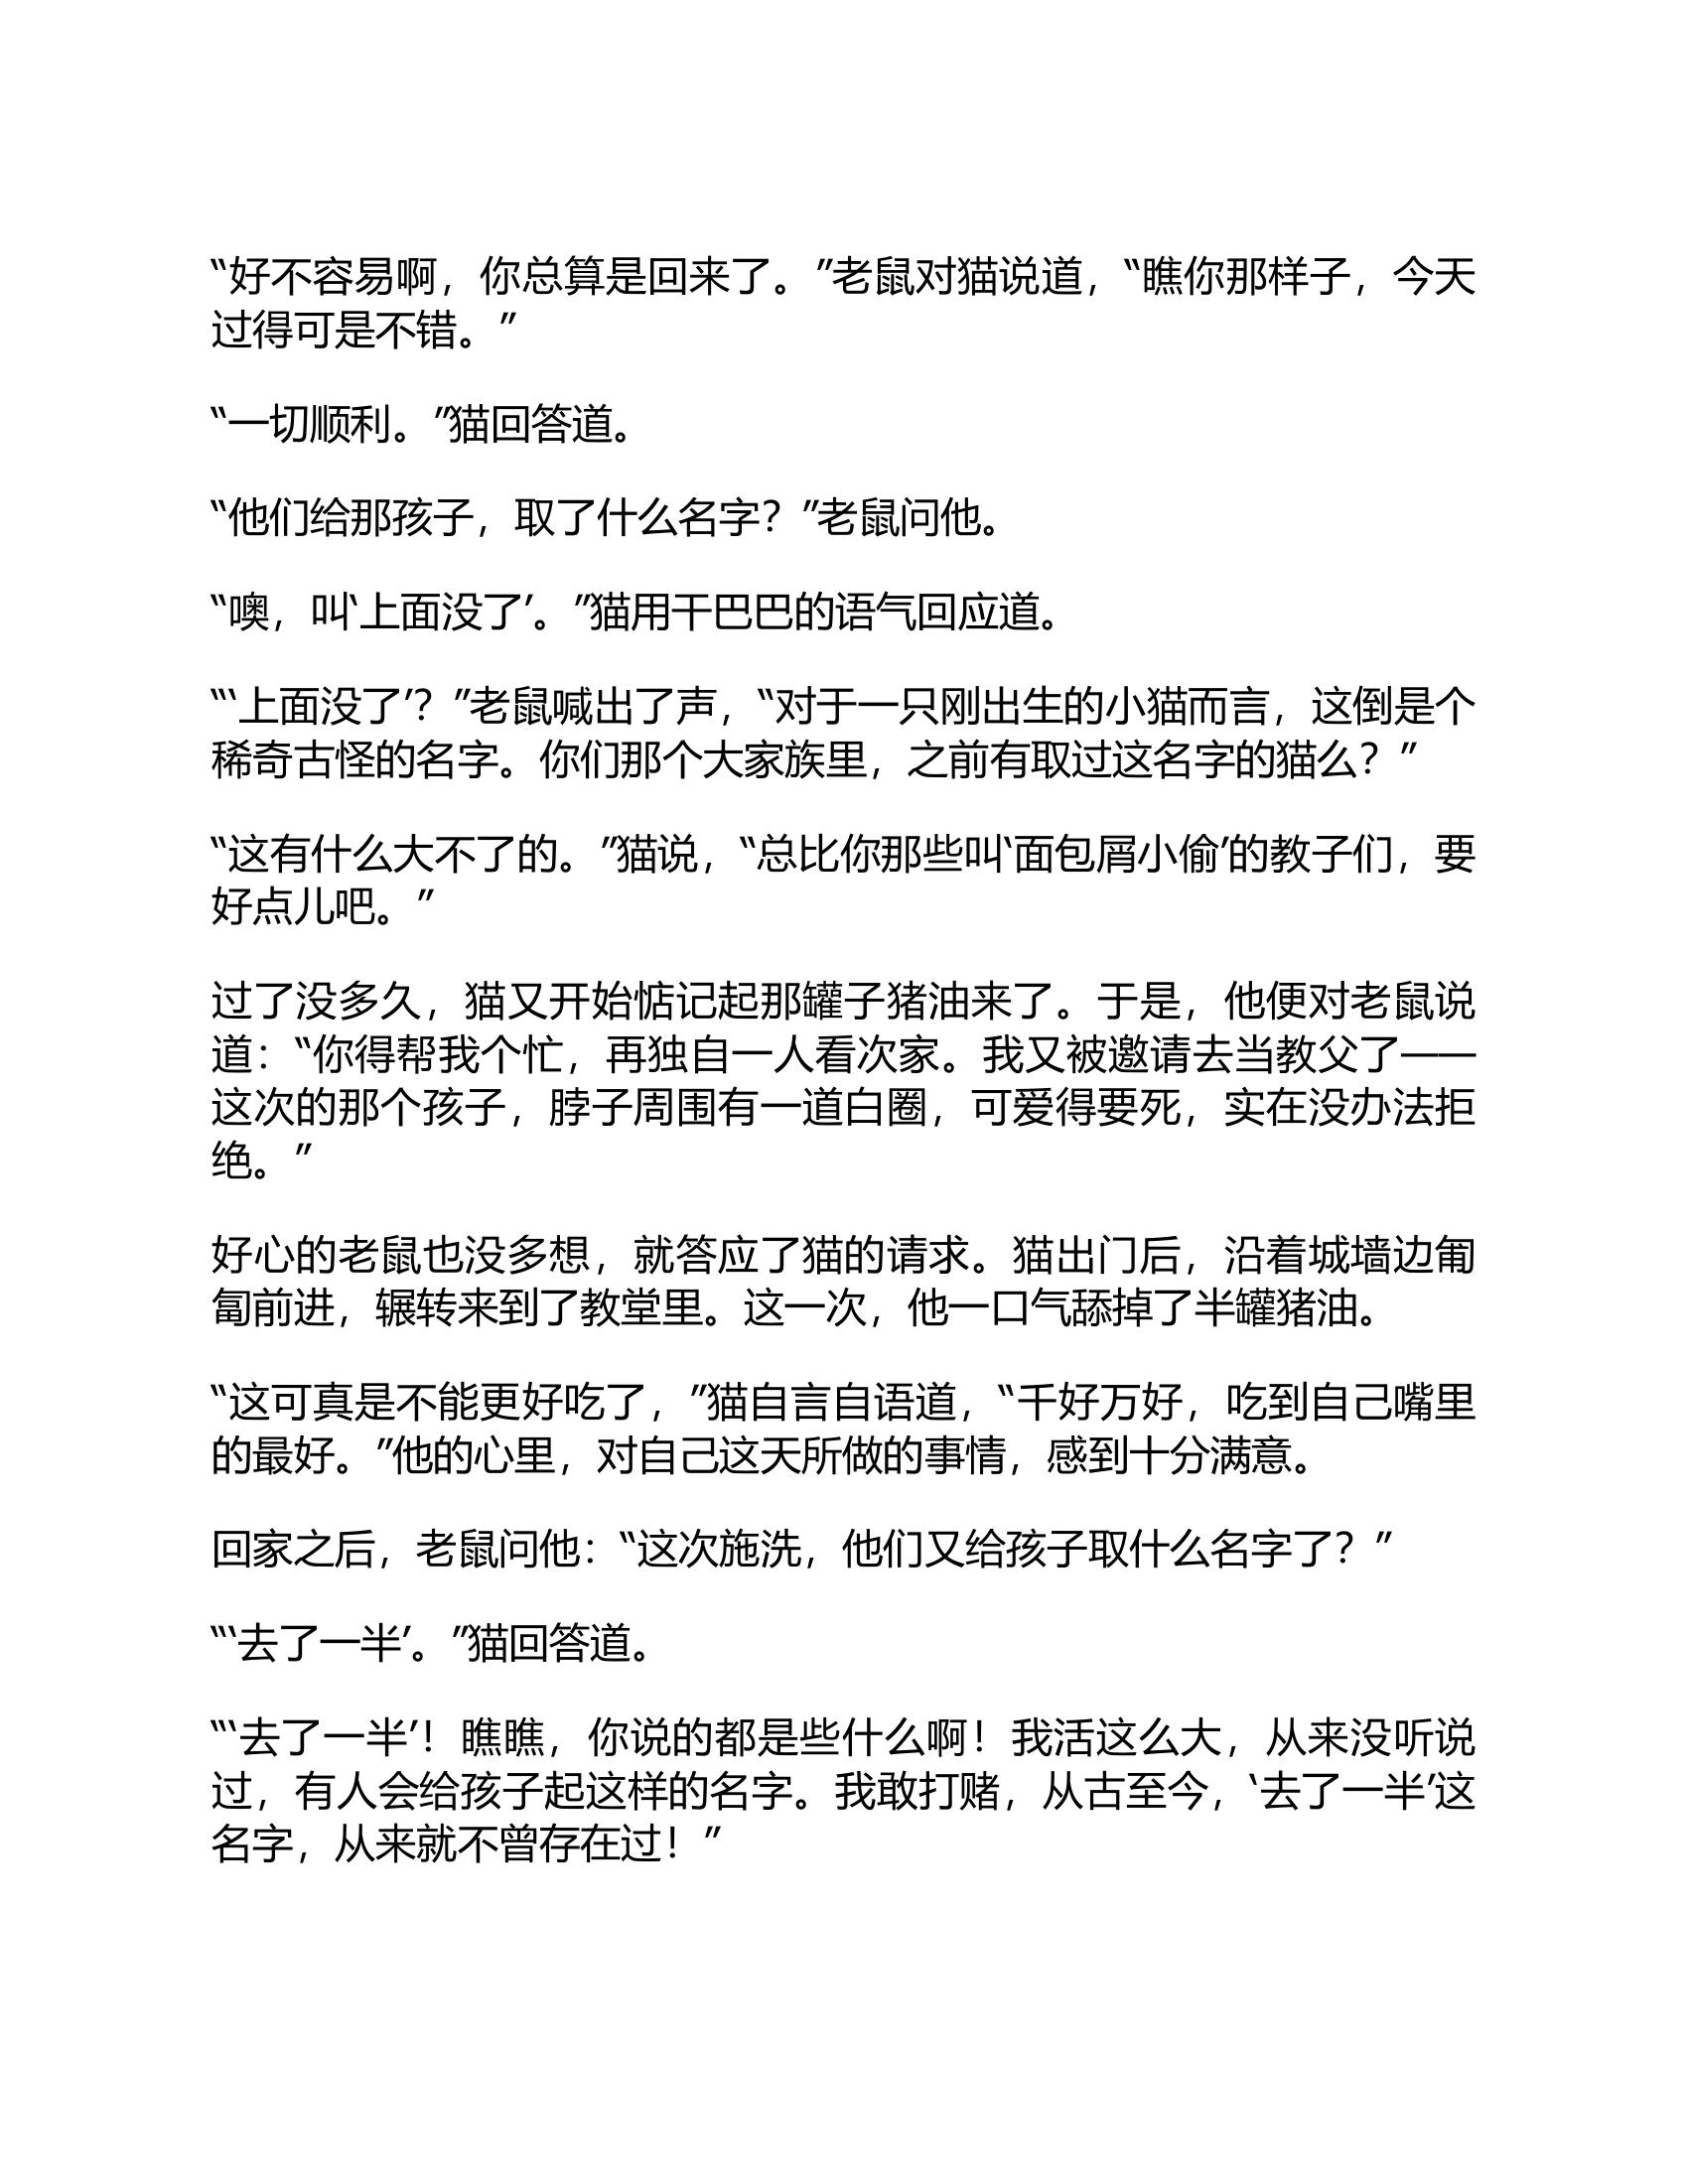 “好不容易啊，你总算是回来了。”老鼠对猫说道，“瞧你那样子，今天
过得可是不错。”
“一切顺利。”猫回答道。
“他们给那孩子，取了什么名字？”老鼠问他。
“噢，叫‘上面没了’。”猫用干巴巴的语气回应道。
“‘上面没了’？”老鼠喊出了声，“对于一只刚出生的小猫而言，这倒是个
稀奇古怪的名字。你们那个大家族里，之前有取过这名字的猫么？”
“这有什么大不了的。”猫说，“总比你那些叫‘面包屑小偷’的教子们，要
好点儿吧。”
过了没多久，猫又开始惦记起那罐子猪油来了。于是，他便对老鼠说
道：“你得帮我个忙，再独自一人看次家。我又被邀请去当教父了——
这次的那个孩子，脖子周围有一道白圈，可爱得要死，实在没办法拒
绝。”
好心的老鼠也没多想，就答应了猫的请求。猫出门后，沿着城墙边匍
匐前进，辗转来到了教堂里。这一次，他一口气舔掉了半罐猪油。
“这可真是不能更好吃了，”猫自言自语道，“千好万好，吃到自己嘴里
的最好。”他的心里，对自己这天所做的事情，感到十分满意。
回家之后，老鼠问他：“这次施洗，他们又给孩子取什么名字了？”
“‘去了一半’。”猫回答道。
“‘去了一半’！瞧瞧，你说的都是些什么啊！我活这么大，从来没听说
过，有人会给孩子起这样的名字。我敢打赌，从古至今，‘去了一半’这
名字，从来就不曾存在过！”